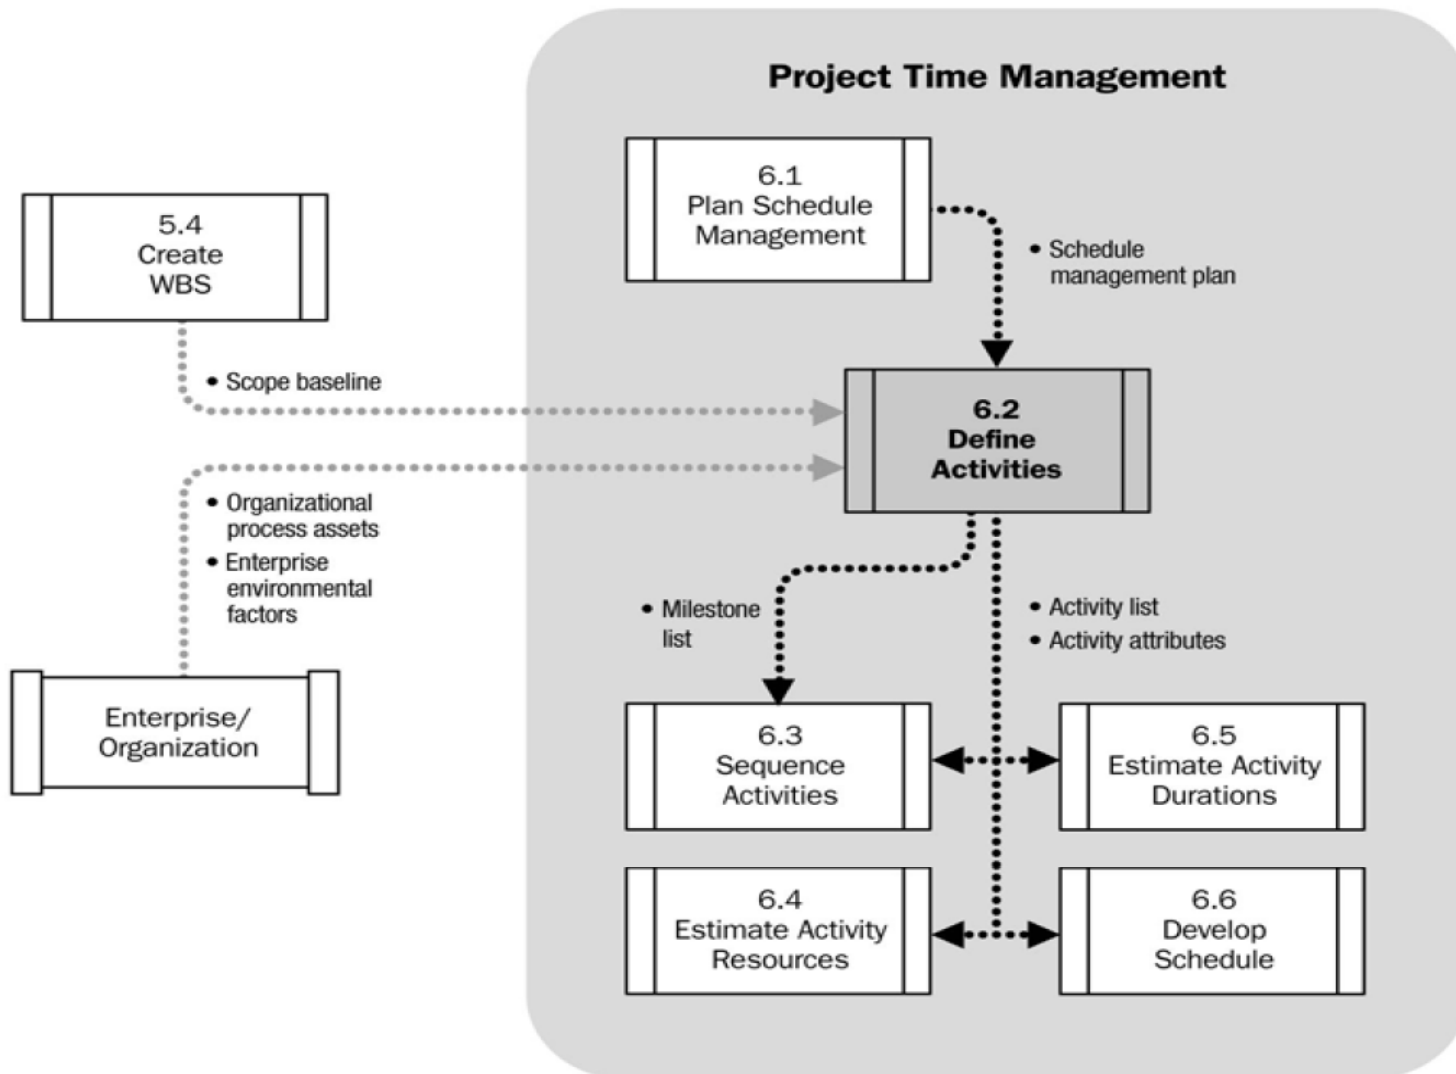 Project Time Management
6.1
Plan Schedule
Management
• Schedule
management plan
5.4
Create
WBS
• Scope baseline
6.2
Define
Activities
• Organizational
process assets
• Enterprise
environmental
factors
• Milestone
list
• Activity list
• Activity attributes
Enterprise/
Organization
6.3
Sequence
Activities
6.5
Estimate Activity
Durations
6.4
Estimate Activity
Resources
6.6
Develop
Schedule